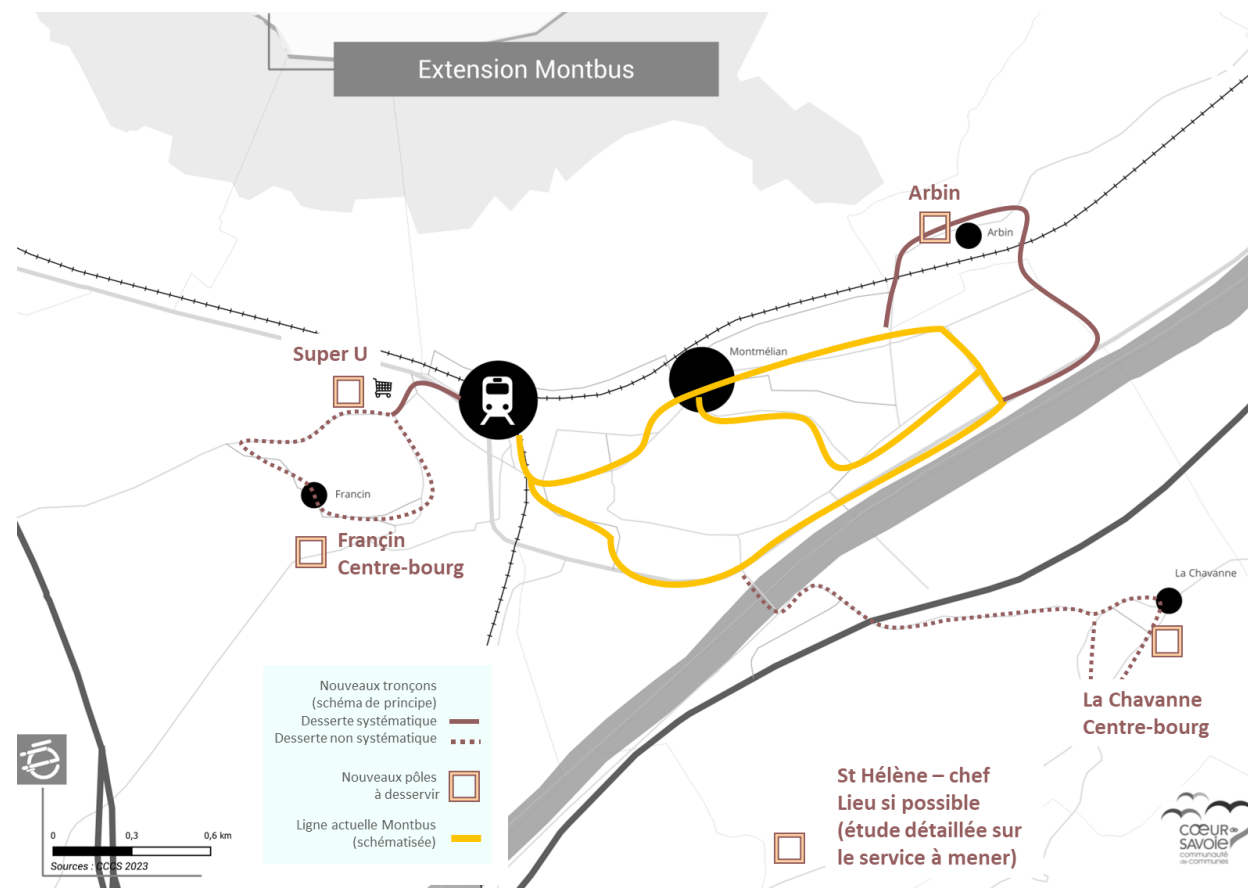 Extension Montbus
Arbin
Arbin
Super U
Montmélian
Francin
Françin
Centre-bourg
La Chavanne
La Chavanne
Centre-bourg
Nouveaux tronçons
(schéma de principe)
Desserte systématique
Desserte non systématique
Nouveaux pôles
à desservir
Ligne actuelle Montbus
(schématisée)
St Hélène – chef
Lieu si possible
(étude détaillée sur
le service à mener)
0 0,3 0,6 km
Sources : CCCS 2023
CŒUR de
SAVOIE
communauté
de communes